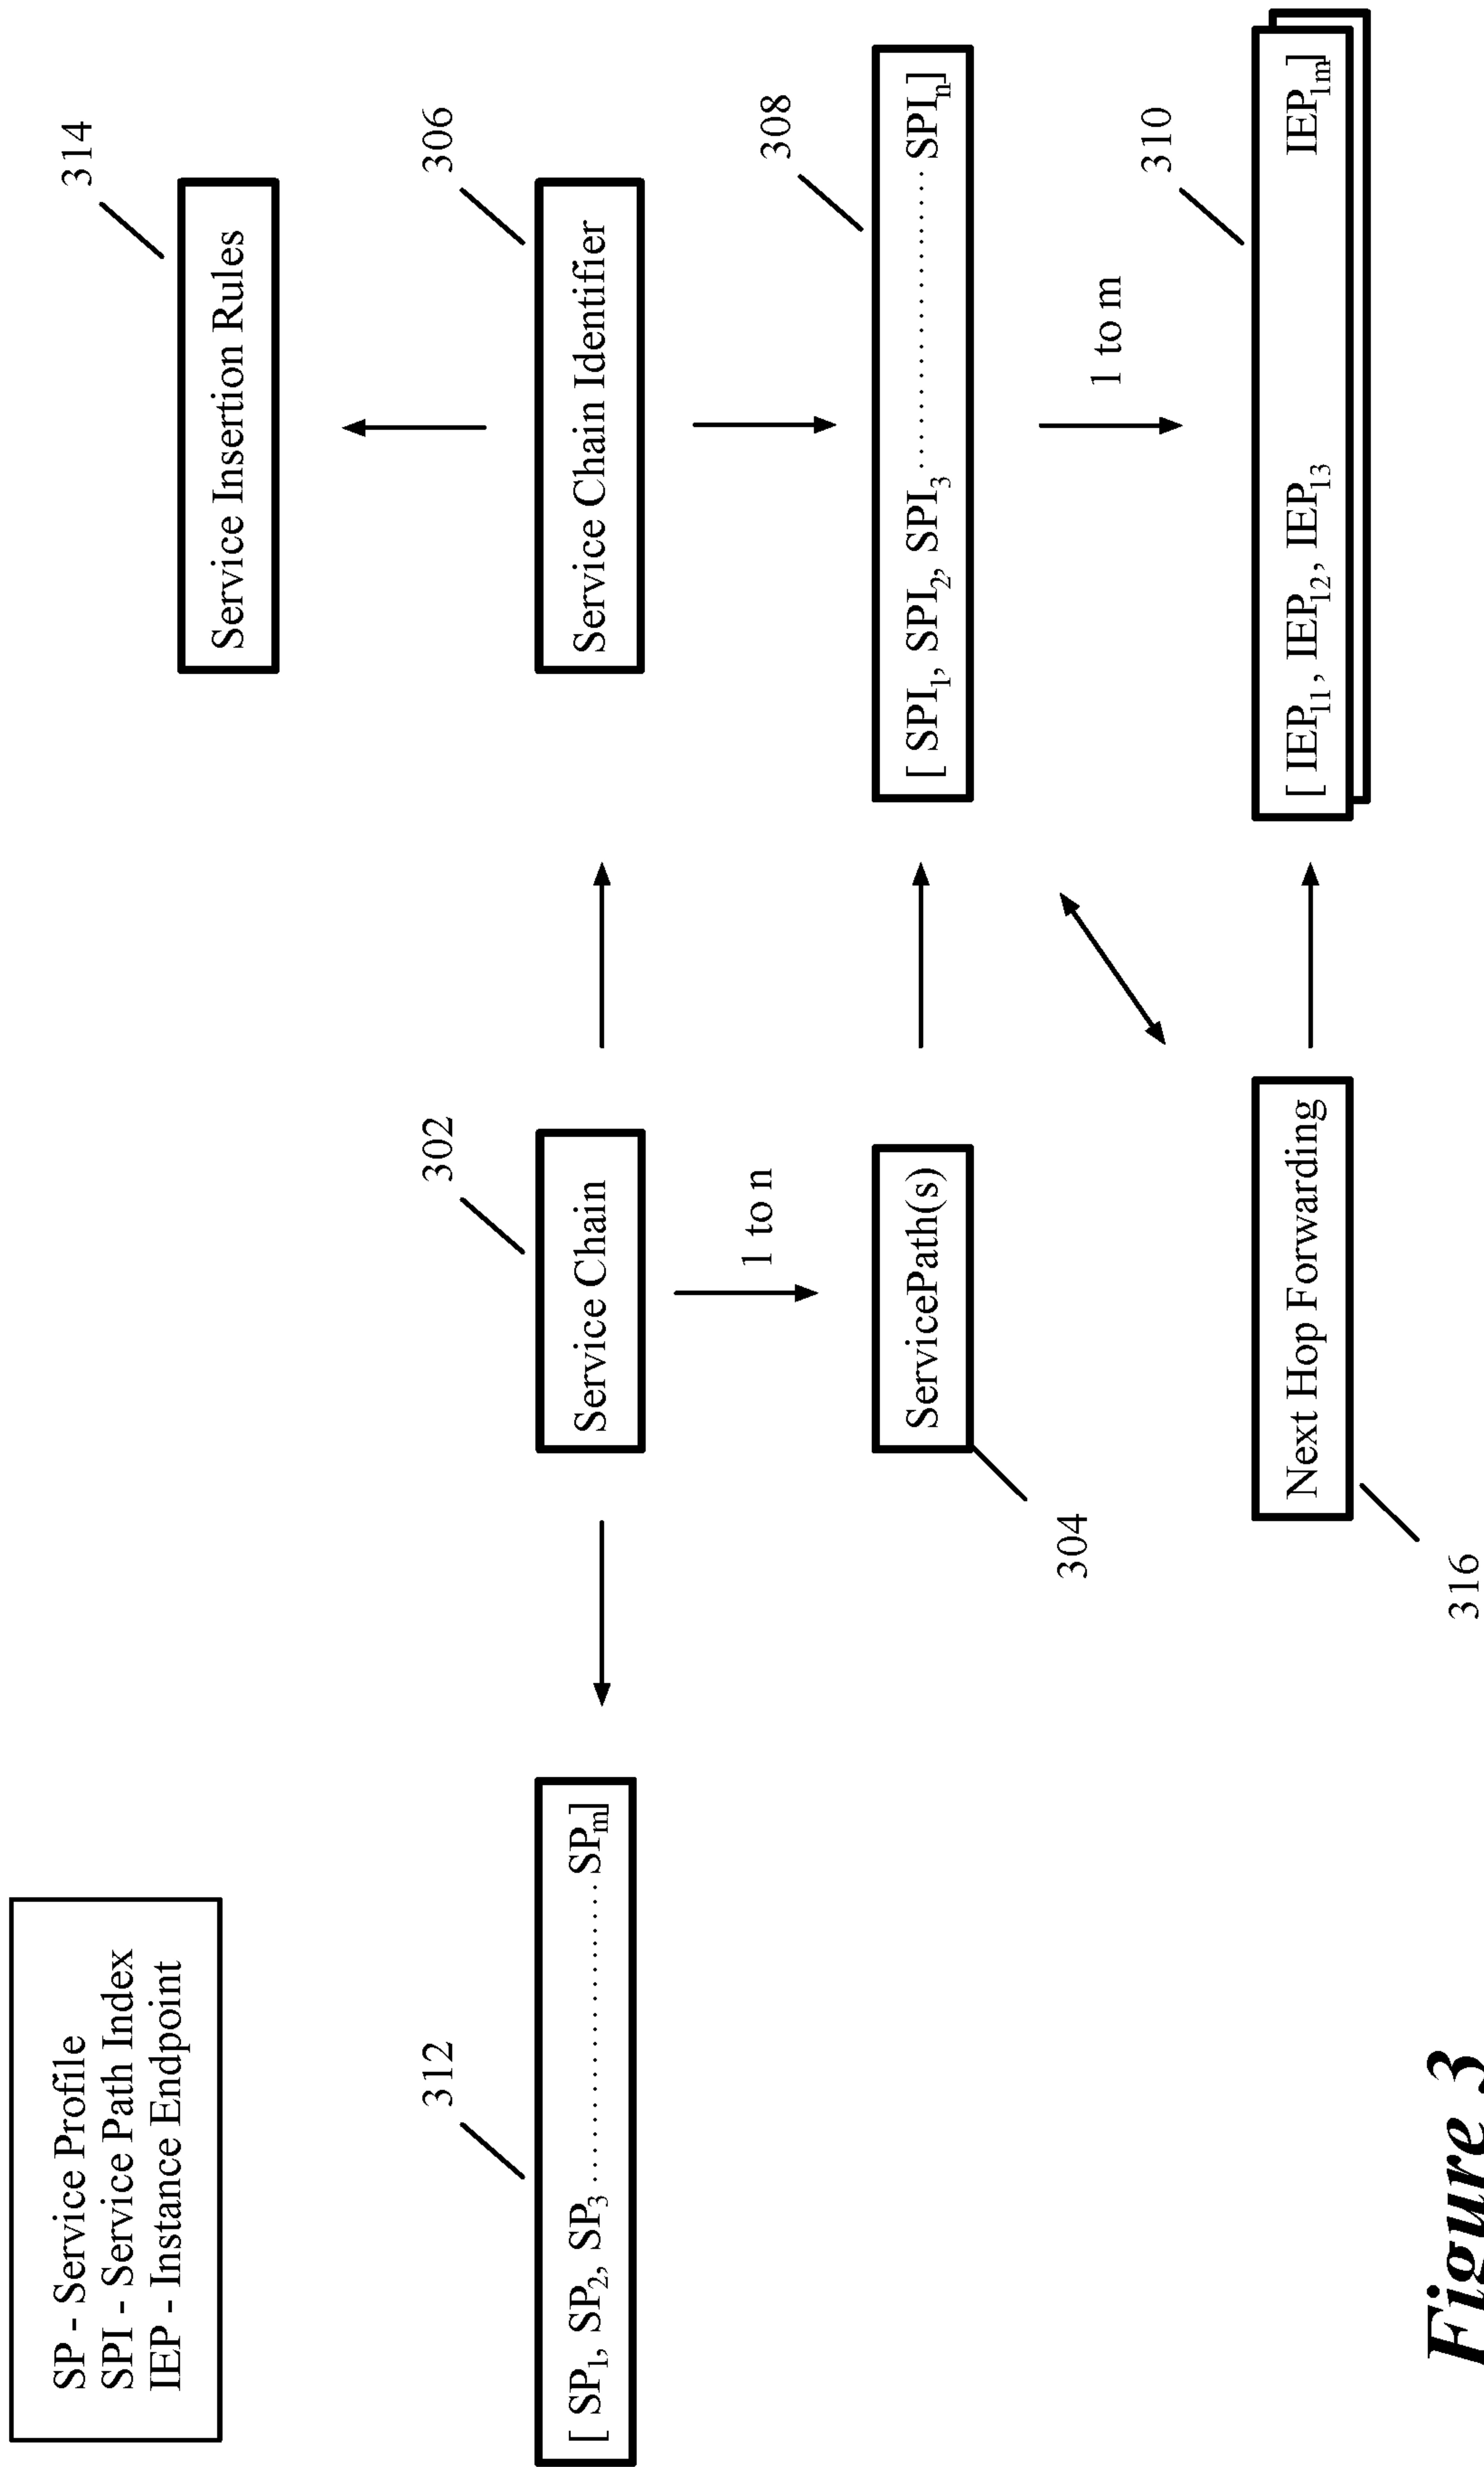 SP - Service Profile
SPI - Service Path Index
IEP - Instance Endpoint
314
Service Insertion Rules
312
302
306
[ SP₁, SP₂, SP₃ ........................ SPₘ]
Service Chain
Service Chain Identifier
1 to n
308
ServicePath(s)
[ SPI₁, SPI₂, SPI₃ ........................ SPIₙ]
304
1 to m
310
Next Hop Forwarding
[ IEP₁₁, IEP₁₂, IEP₁₃ IEP₁ₘ]
316
Figure 3